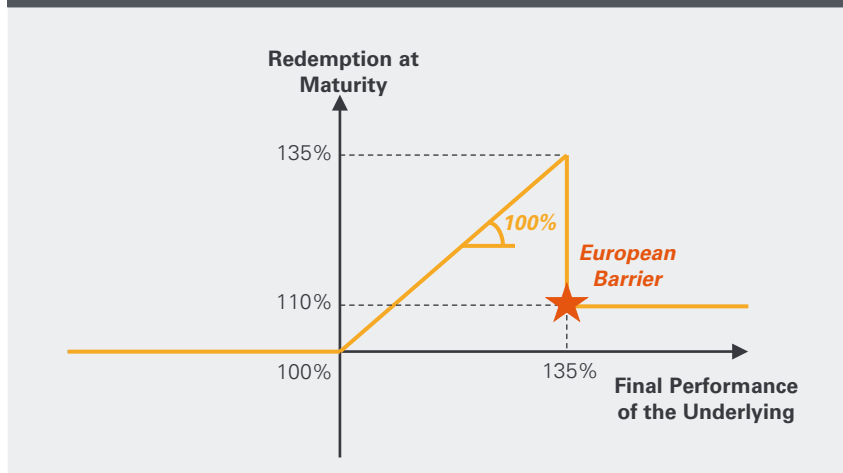 Redemption at
Maturity
135%
100%
European
Barrier
110%
100%
135%
Final Performance
of the Underlying